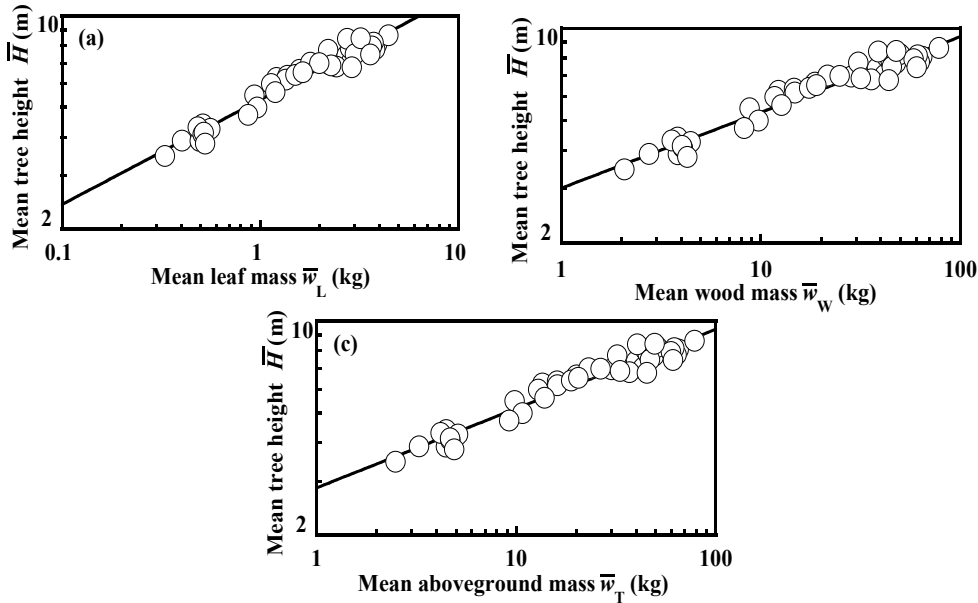 (a)
10
Mean tree height H̅ (m)
2
0.1
1
10
Mean leaf mass w̅L (kg)
10
Mean tree height H̅ (m)
2
1
10
100
Mean wood mass w̅W (kg)
(c)
10
Mean tree height H̅ (m)
2
1
10
100
Mean aboveground mass w̅T (kg)